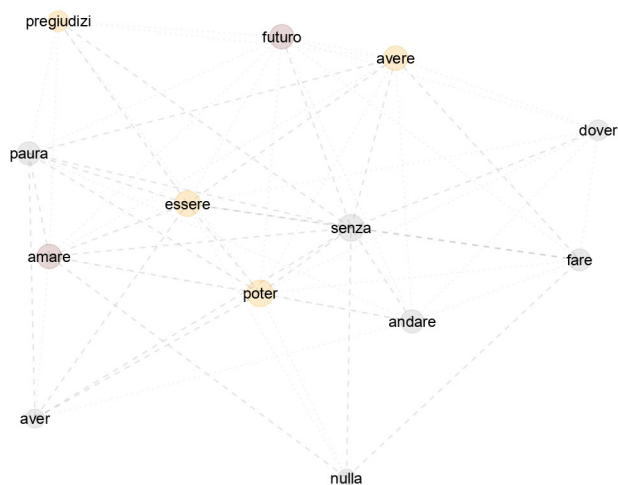 pregiudizi
futuro
avere
dover
paura
essere
senza
amare
fare
poter
andare
aver
nulla